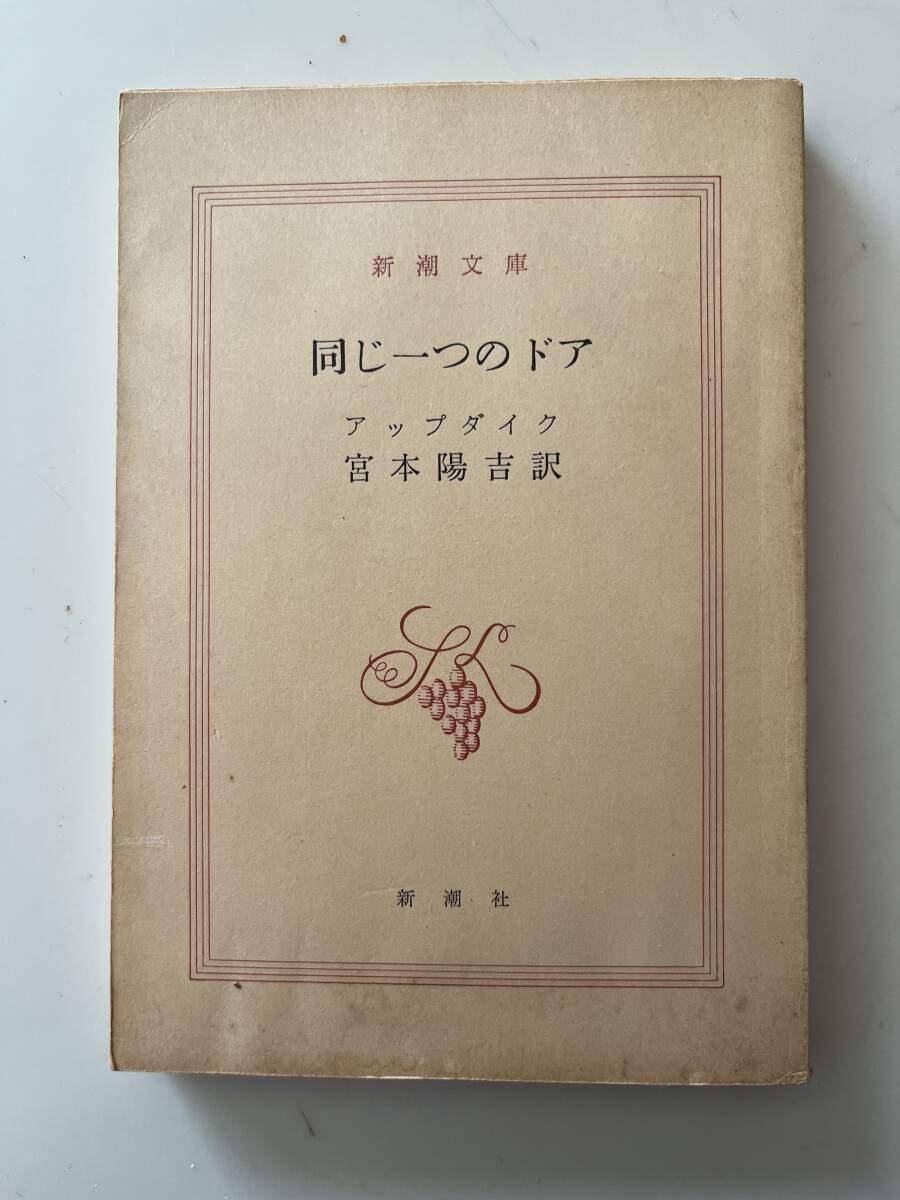 新潮文庫
同じ一つのドア
アップダイク
宮本陽吉訳
新潮社